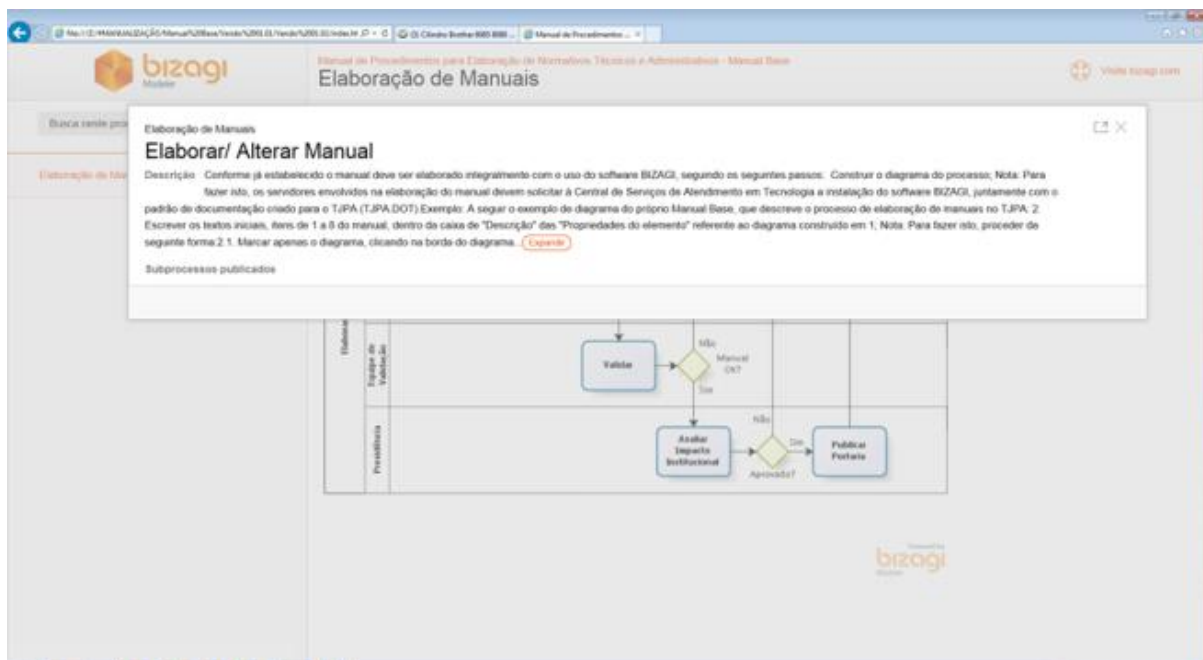 Manual de Procedimentos ...
bizagi
Modeler
Manual de Procedimentos para Elaboração de Normativos Técnicos e Administrativos - Manual Base
Elaboração de Manuais
Visite bizagi.com
Busca neste
Elaboração de Manuais
Elaborar/ Alterar Manual
Descrição Conforme já estabelecido o manual deve ser elaborado integralmente com o uso do software BIZAGI, seguindo os seguintes passos: Construir o diagrama do processo; Nota: Para
fazer isto, os servidores envolvidos na elaboração do manual devem solicitar à Central de Serviços de Atendimento em Tecnologia a instalação do software BIZAGI, juntamente com o
padrão de documentação criado para o TJPA (TJPA.DOT) Exemplo: A seguir o exemplo de diagrama do próprio Manual Base, que descreve o processo de elaboração de manuais no TJPA: 2.
Escrever os textos iniciais, itens de 1 a 8 do manual, dentro da caixa de "Descrição" das "Propriedades do elemento" referente ao diagrama construído em 1; Nota: Para fazer isto, proceder da
seguinte forma:2.1. Marcar apenas o diagrama, clicando na borda do diagrama... Expandir
Subprocessos publicados
Elaboração de
Equipe de
Validação
Validar
Não
Manual
OK?
Sim
Presidência
Avaliar
Impacto
Institucional
Não
Aprovado?
Sim
Publicar
Portaria
bizagi
Modeler